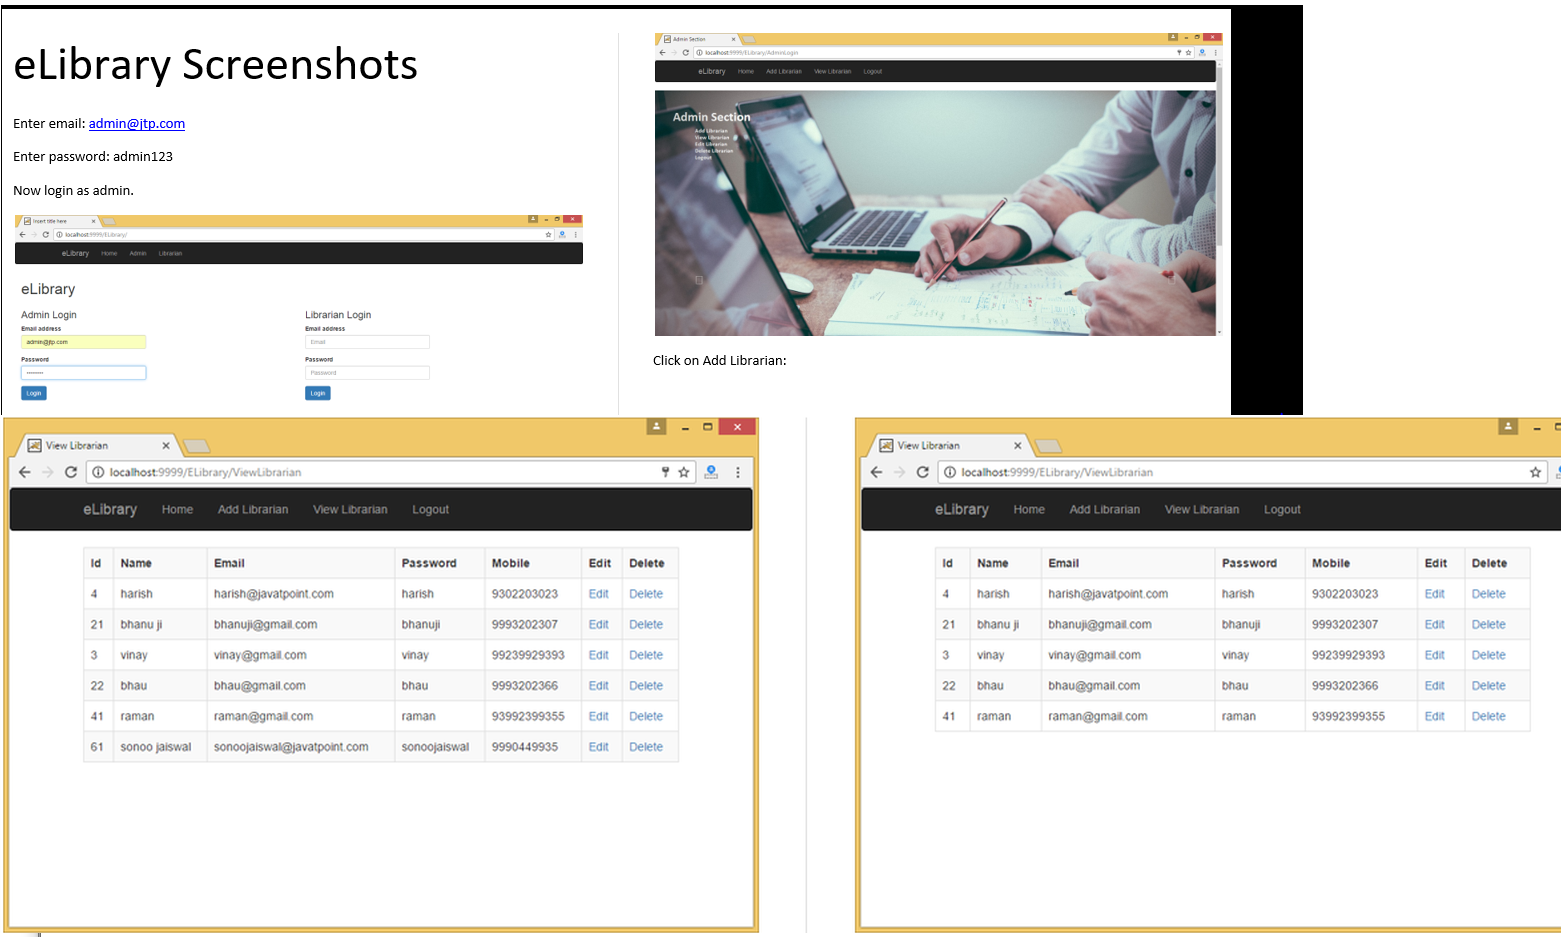 eLibrary Screenshots
Enter email: admin@jtp.com
Enter password: admin123
Now login as admin.
Insert title here
localhost:9999/ELibrary/
eLibrary Home Admin Librarian
eLibrary
Admin Login Librarian Login
Email address Email address
admin@jtp.com Email
Password Password
•••••••• Password
Login Login
Admin Section
localhost:9999/ELibrary/AdminLogin
eLibrary Home Add Librarian View Librarian Logout
Admin Section
Add Librarian
View Librarian
Edit Librarian
Delete Librarian
Logout
Click on Add Librarian:
View Librarian
localhost:9999/ELibrary/ViewLibrarian
eLibrary Home Add Librarian View Librarian Logout
Id Name Email Password Mobile Edit Delete
4 harish harish@javatpoint.com harish 9302203023 Edit Delete
21 bhanu ji bhanuji@gmail.com bhanuji 9993202307 Edit Delete
3 vinay vinay@gmail.com vinay 99239929393 Edit Delete
22 bhau bhau@gmail.com bhau 9993202366 Edit Delete
41 raman raman@gmail.com raman 93992399355 Edit Delete
61 sonoo jaiswal sonoojaiswal@javatpoint.com sonoojaiswal 9990449935 Edit Delete
View Librarian
localhost:9999/ELibrary/ViewLibrarian
eLibrary Home Add Librarian View Librarian Logout
Id Name Email Password Mobile Edit Delete
4 harish harish@javatpoint.com harish 9302203023 Edit Delete
21 bhanu ji bhanuji@gmail.com bhanuji 9993202307 Edit Delete
3 vinay vinay@gmail.com vinay 99239929393 Edit Delete
22 bhau bhau@gmail.com bhau 9993202366 Edit Delete
41 raman raman@gmail.com raman 93992399355 Edit Delete